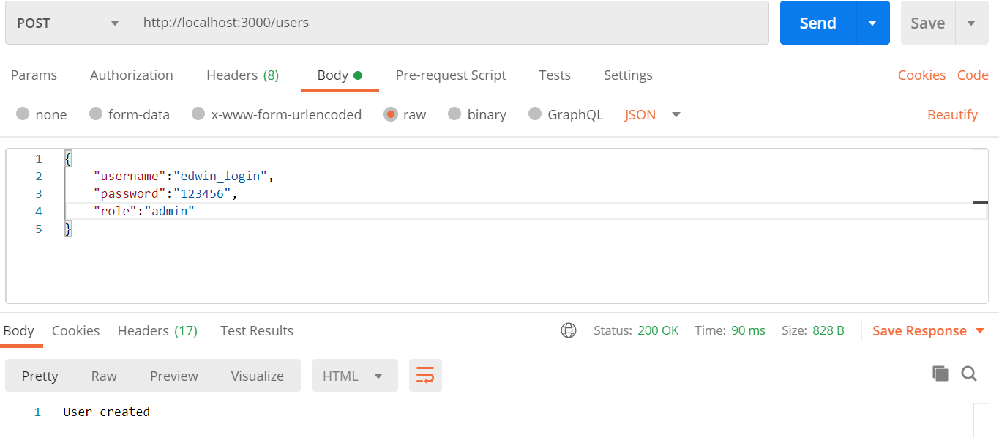 POST http://localhost:3000/users Send Save
Params Authorization Headers (8) Body Pre-request Script Tests Settings Cookies Code
none form-data x-www-form-urlencoded raw binary GraphQL JSON Beautify
1 {
2 "username":"edwin_login",
3 "password":"123456",
4 "role":"admin"
5 }
Body Cookies Headers (17) Test Results Status: 200 OK Time: 90 ms Size: 828 B Save Response
Pretty Raw Preview Visualize HTML
1 User created